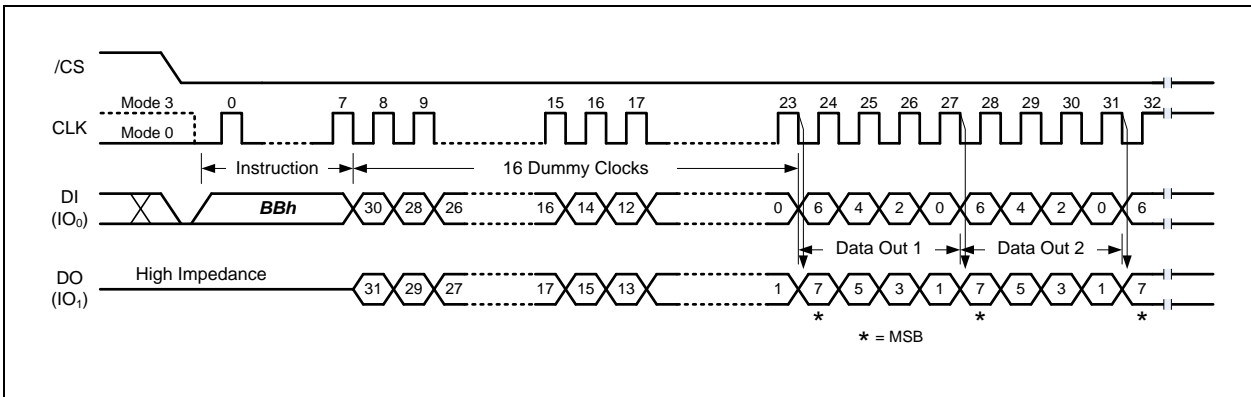 /CS
Mode 3 0 7 8 9 15 16 17 23 24 25 26 27 28 29 30 31 32
CLK
Mode 0
Instruction 16 Dummy Clocks
DI
(IO0) BBh 30 28 26 16 14 12 0 6 4 2 0 6 4 2 0 6
Data Out 1 Data Out 2
High Impedance
DO
(IO1) 31 29 27 17 15 13 1 7 5 3 1 7 5 3 1 7
* * *
* = MSB